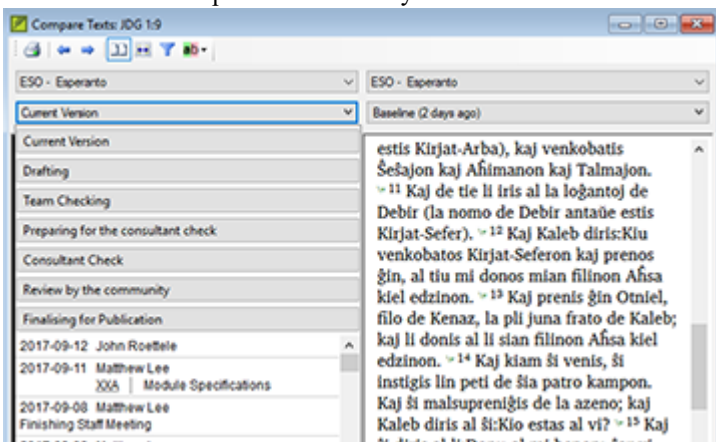 Compare Texts: JDG 1:9
ESO - Esperanto
ESO - Esperanto
Current Version
Baseline (2 days ago)
Current Version
Drafting
Team Checking
Preparing for the consultant check
Consultant Check
Review by the community
Finalising for Publication
2017-09-12 John Roettele
2017-09-11 Matthew Lee
XXA | Module Specifications
2017-09-08 Matthew Lee
Finishing Staff Meeting
estis Kirjat-Arba), kaj venkobatis
Ŝeŝajon kaj Aĥimanon kaj Talmajon.
11 Kaj de tie li iris al la loĝantoj de
Debir (la nomo de Debir antaŭe estis
Kirjat-Sefer). 12 Kaj Kaleb diris:Kiu
venkobatos Kirjat-Seferon kaj prenos
ĝin, al tiu mi donos mian filinon Aĥsa
kiel edzinon. 13 Kaj prenis ĝin Otniel,
filo de Kenaz, la pli juna frato de Kaleb;
kaj li donis al li sian filinon Aĥsa kiel
edzinon. 14 Kaj kiam ŝi venis, ŝi
instigis lin peti de ŝia patro kampon.
Kaj ŝi malsupreniĝis de la azeno; kaj
Kaleb diris al ŝi:Kio estas al vi? 15 Kaj